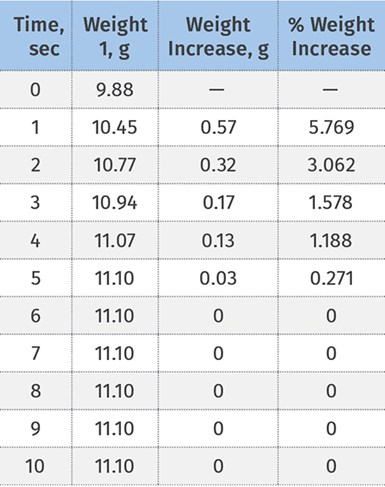 Time, sec Weight 1, g Weight Increase, g % Weight Increase
0 9.88 — —
1 10.45 0.57 5.769
2 10.77 0.32 3.062
3 10.94 0.17 1.578
4 11.07 0.13 1.188
5 11.10 0.03 0.271
6 11.10 0 0
7 11.10 0 0
8 11.10 0 0
9 11.10 0 0
10 11.10 0 0